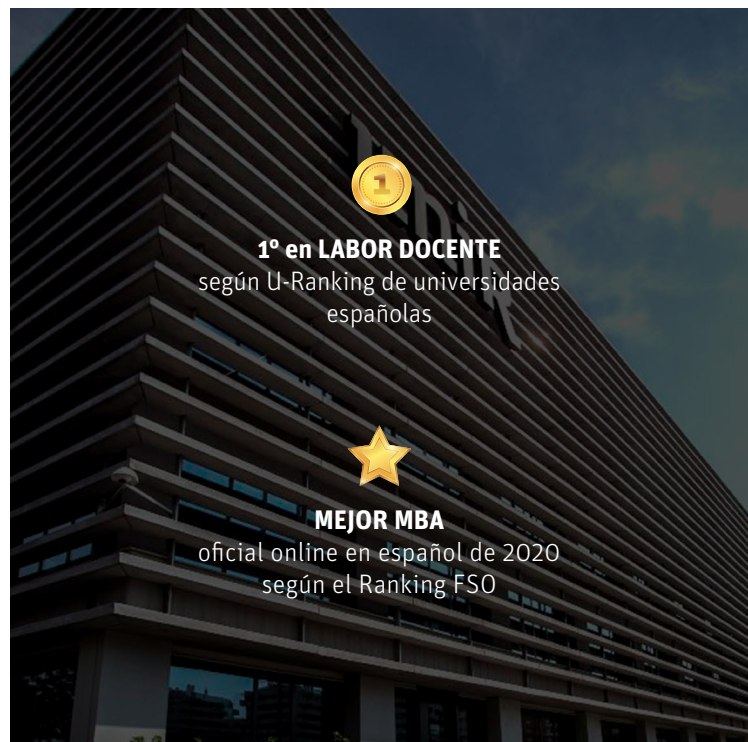 1
1º en LABOR DOCENTE
según U-Ranking de universidades
españolas
MEJOR MBA
oficial online en español de 2020
según el Ranking FSO